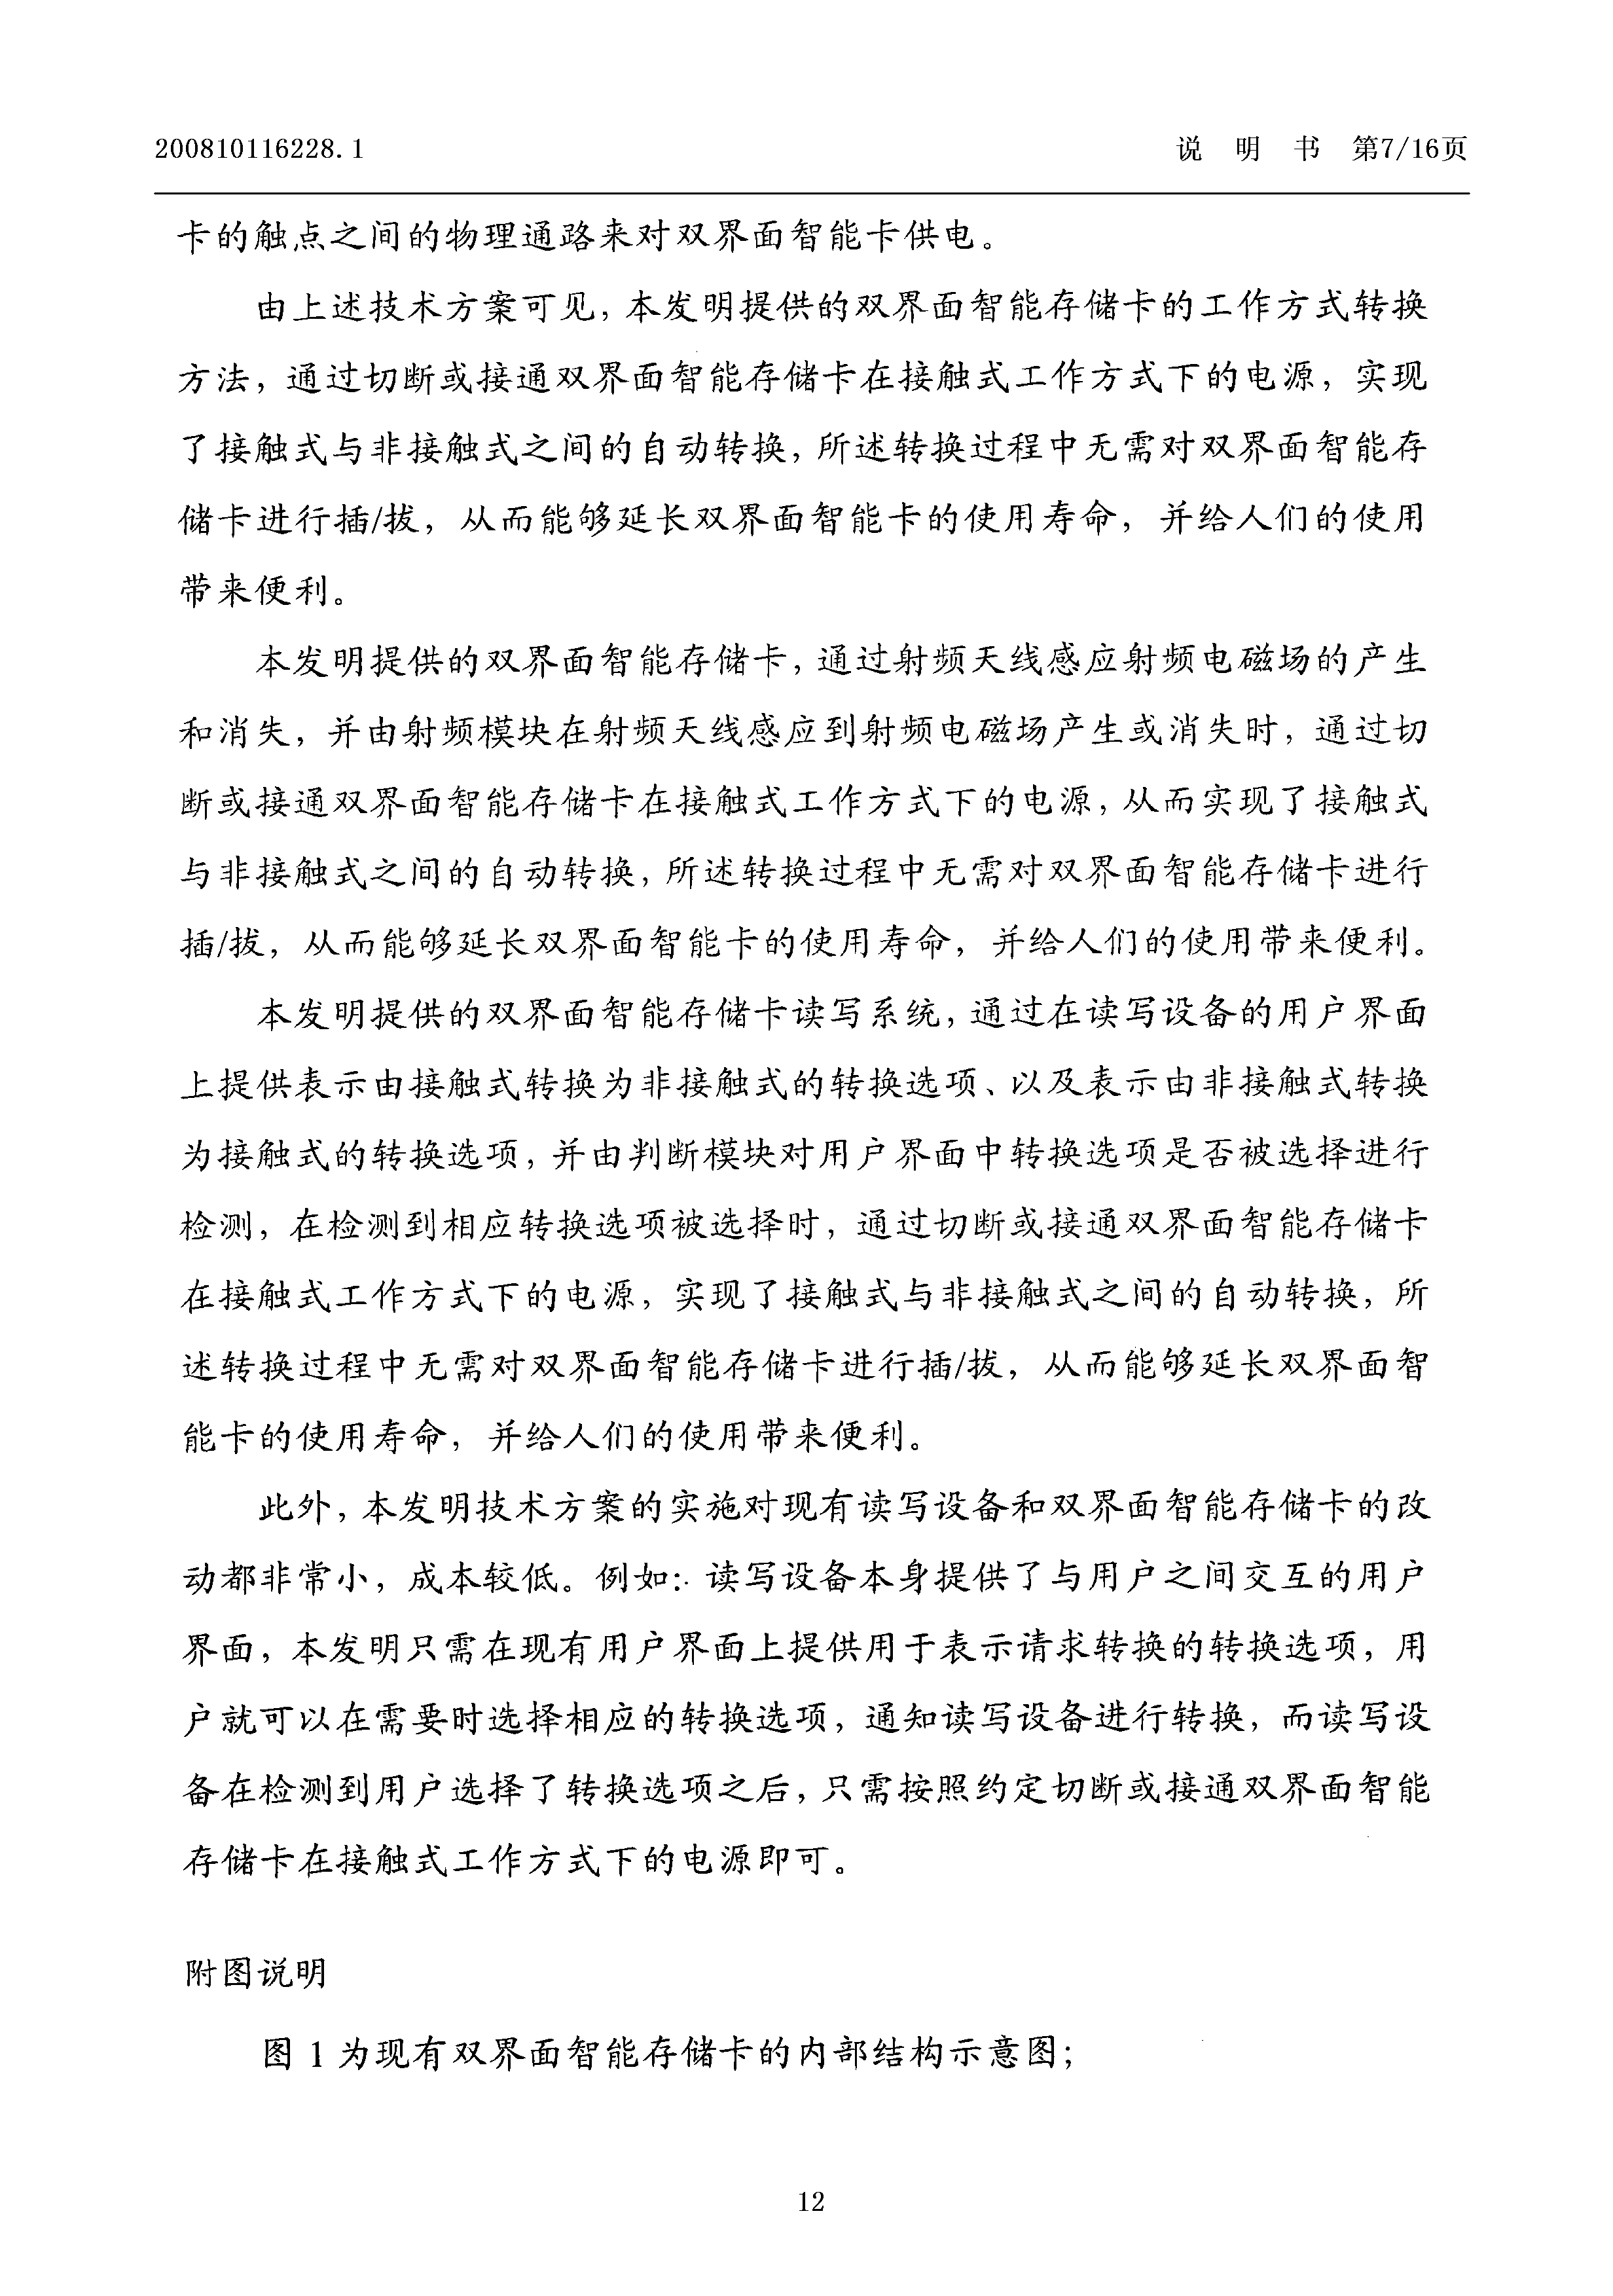 200810116228.1
说 明 书 第7/16页
卡的触点之间的物理通路来对双界面智能卡供电。
由上述技术方案可见，本发明提供的双界面智能存储卡的工作方式转换
方法，通过切断或接通双界面智能存储卡在接触式工作方式下的电源，实现
了接触式与非接触式之间的自动转换，所述转换过程中无需对双界面智能存
储卡进行插/拔，从而能够延长双界面智能卡的使用寿命，并给人们的使用
带来便利。
本发明提供的双界面智能存储卡，通过射频天线感应射频电磁场的产生
和消失，并由射频模块在射频天线感应到射频电磁场产生或消失时，通过切
断或接通双界面智能存储卡在接触式工作方式下的电源，从而实现了接触式
与非接触式之间的自动转换，所述转换过程中无需对双界面智能存储卡进行
插/拔，从而能够延长双界面智能卡的使用寿命，并给人们的使用带来便利。
本发明提供的双界面智能存储卡读写系统，通过在读写设备的用户界面
上提供表示由接触式转换为非接触式的转换选项、以及表示由非接触式转换
为接触式的转换选项，并由判断模块对用户界面中转换选项是否被选择进行
检测，在检测到相应转换选项被选择时，通过切断或接通双界面智能存储卡
在接触式工作方式下的电源，实现了接触式与非接触式之间的自动转换，所
述转换过程中无需对双界面智能存储卡进行插/拔，从而能够延长双界面智
能卡的使用寿命，并给人们的使用带来便利。
此外，本发明技术方案的实施对现有读写设备和双界面智能存储卡的改
动都非常小，成本较低。例如：读写设备本身提供了与用户之间交互的用户
界面，本发明只需在现有用户界面上提供用于表示请求转换的转换选项，用
户就可以在需要时选择相应的转换选项，通知读写设备进行转换，而读写设
备在检测到用户选择了转换选项之后，只需按照约定切断或接通双界面智能
存储卡在接触式工作方式下的电源即可。
附图说明
图 1 为现有双界面智能存储卡的内部结构示意图；
12